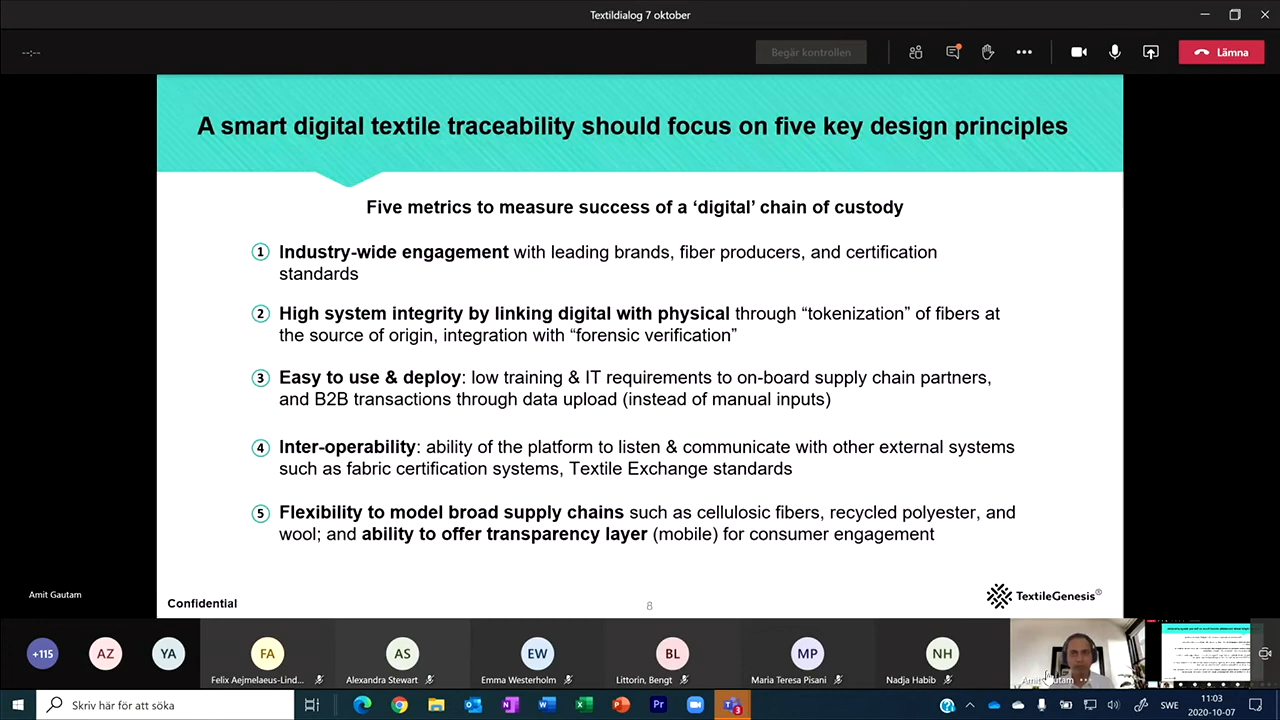 Textildialog 7 oktober
--:--
Begär kontrollen
Lämna
A smart digital textile traceability should focus on five key design principles
Five metrics to measure success of a ‘digital’ chain of custody
1 Industry-wide engagement with leading brands, fiber producers, and certification
standards
2 High system integrity by linking digital with physical through “tokenization” of fibers at
the source of origin, integration with “forensic verification”
3 Easy to use & deploy: low training & IT requirements to on-board supply chain partners,
and B2B transactions through data upload (instead of manual inputs)
4 Inter-operability: ability of the platform to listen & communicate with other external systems
such as fabric certification systems, Textile Exchange standards
5 Flexibility to model broad supply chains such as cellulosic fibers, recycled polyester, and
wool; and ability to offer transparency layer (mobile) for consumer engagement
Amit Gautam
Confidential
8
TextileGenesis®
+115
AZ
YA
FA
AS
EW
BL
MP
NH
Felix Aejmelaeus-Lind...
Alexandra Stewart
Emma Westerholm
Littorin, Bengt
Maria Teresa Pisani
Nadja Habib
Amit Gautam
Skriv här för att söka
Pr
3
SWE
11:03
2020-10-07